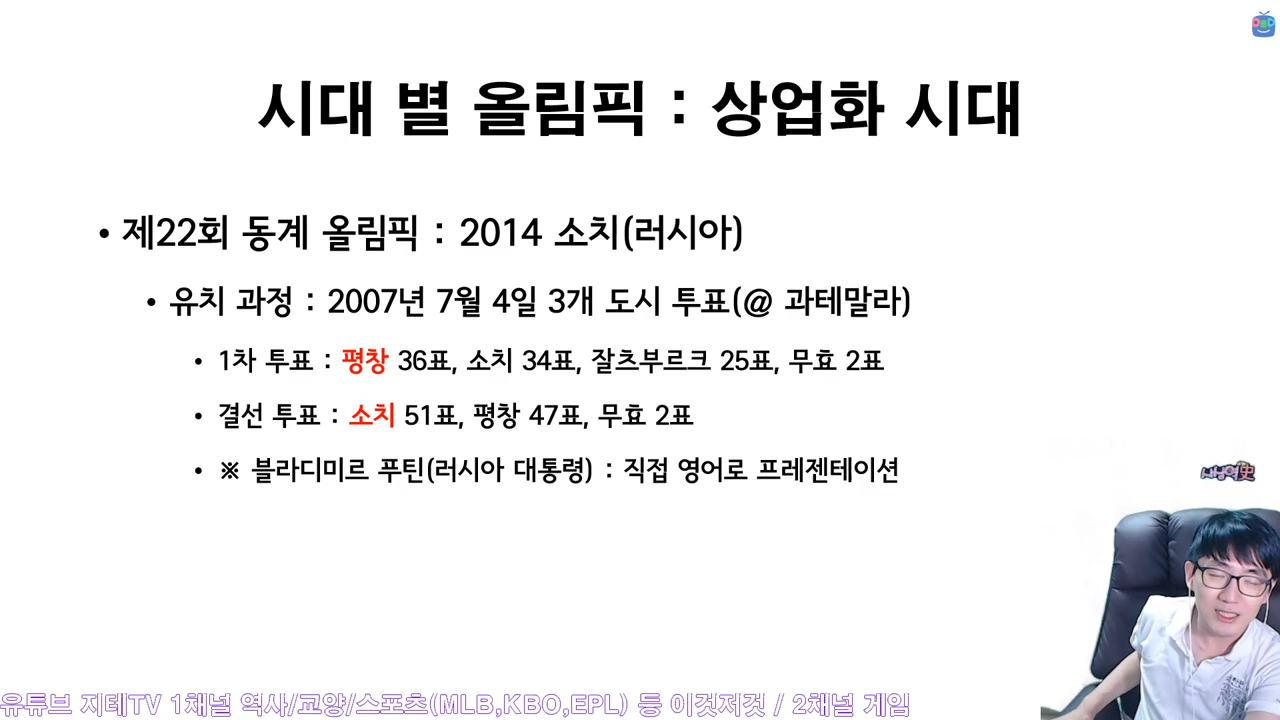 시대 별 올림픽 : 상업화 시대
• 제22회 동계 올림픽 : 2014 소치(러시아)
• 유치 과정 : 2007년 7월 4일 3개 도시 투표(@ 과테말라)
• 1차 투표 : 평창 36표, 소치 34표, 잘츠부르크 25표, 무효 2표
• 결선 투표 : 소치 51표, 평창 47표, 무효 2표
• ※ 블라디미르 푸틴(러시아 대통령) : 직접 영어로 프레젠테이션
유튜브 지테TV 1채널 역사/교양/스포츠(MLB,KBO,EPL) 등 이것저것 / 2채널 게임